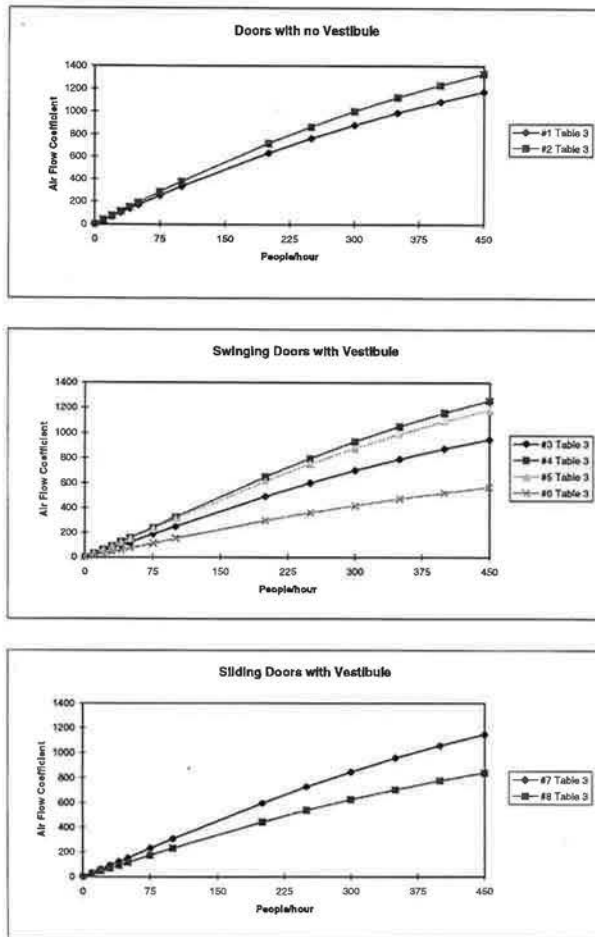 Doors with no Vestibule
1400
1200
1000
800
600
400
200
0
Air Flow Coefficient
0 75 150 225 300 375 450
People/hour
#1 Table 3
#2 Table 3
Swinging Doors with Vestibule
1400
1200
1000
800
600
400
200
0
Air Flow Coefficient
0 75 150 225 300 375 450
People/hour
#3 Table 3
#4 Table 3
#5 Table 3
#6 Table 3
Sliding Doors with Vestibule
1400
1200
1000
800
600
400
200
0
Air Flow Coefficient
0 75 150 225 300 375 450
People/hour
#7 Table 3
#8 Table 3